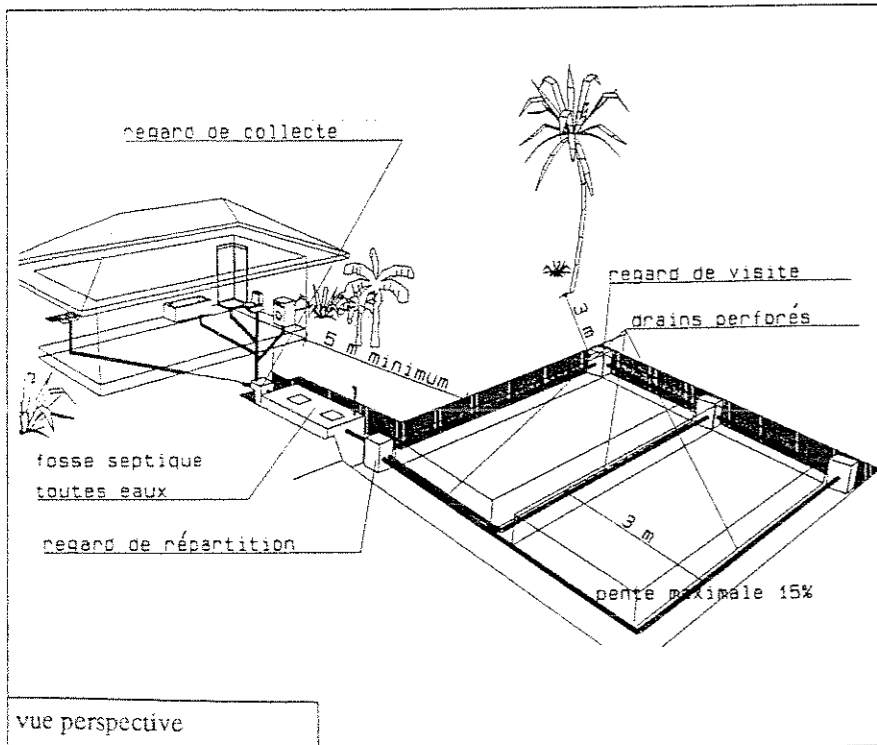 regard de collecte
regard de visite
3 m
drains perforés
5 m minimum
fosse septique
toutes eaux
3 m
regard de répartition
pente maximale 15%
vue perspective